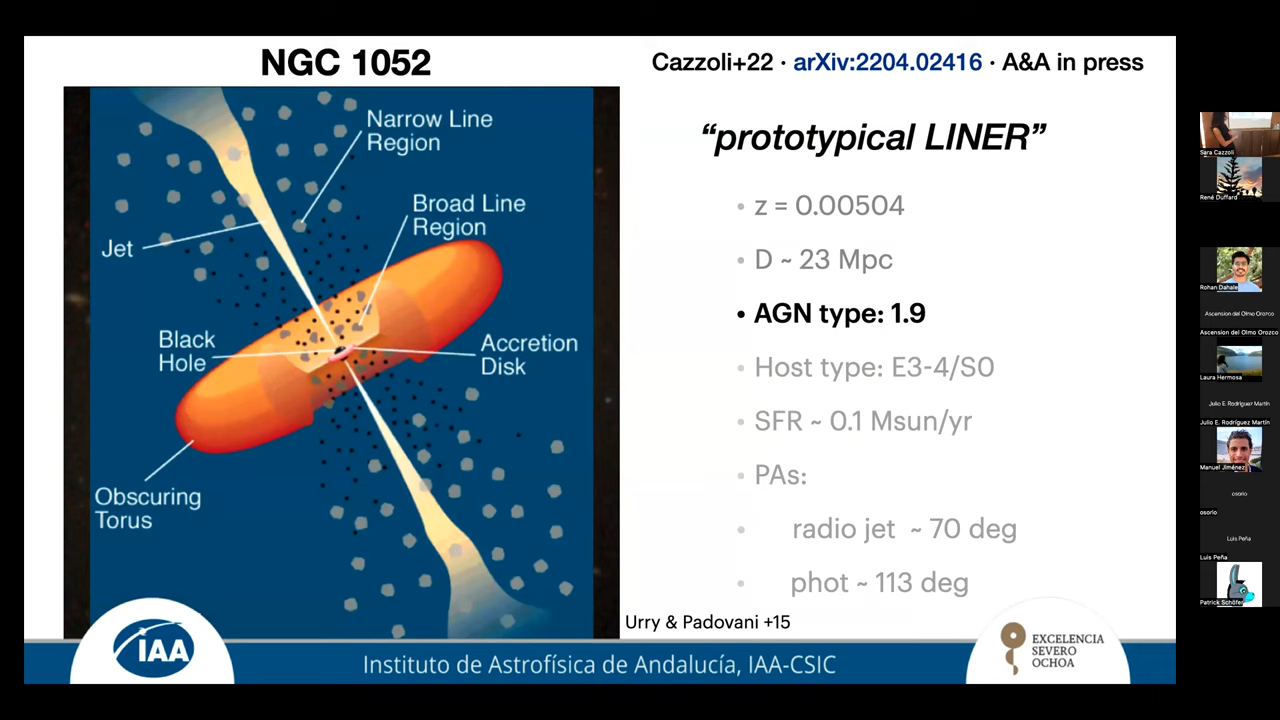 NGC 1052
Cazzoli+22 · arXiv:2204.02416 · A&A in press
Narrow Line
Region
Broad Line
Region
Jet
Black
Hole
Accretion
Disk
Obscuring
Torus
“prototypical LINER”
• z = 0.00504
• D ~ 23 Mpc
• AGN type: 1.9
• Host type: E3-4/S0
• SFR ~ 0.1 Msun/yr
• PAs:
• radio jet ~ 70 deg
• phot ~ 113 deg
Urry & Padovani +15
IAA
Instituto de Astrofísica de Andalucía, IAA-CSIC
EXCELENCIA
SEVERO
OCHOA
Sara Cazzoli
René Duffard
Rohan Dahale
Ascension del Olmo Orozco
Ascension del Olmo Orozco
Laura Hermosa
Julio E. Rodríguez Martín
Julio E. Rodríguez Martín
Manuel Jiménez
osorio
osorio
Luis Peña
Luis Peña
Patrick Schöfer